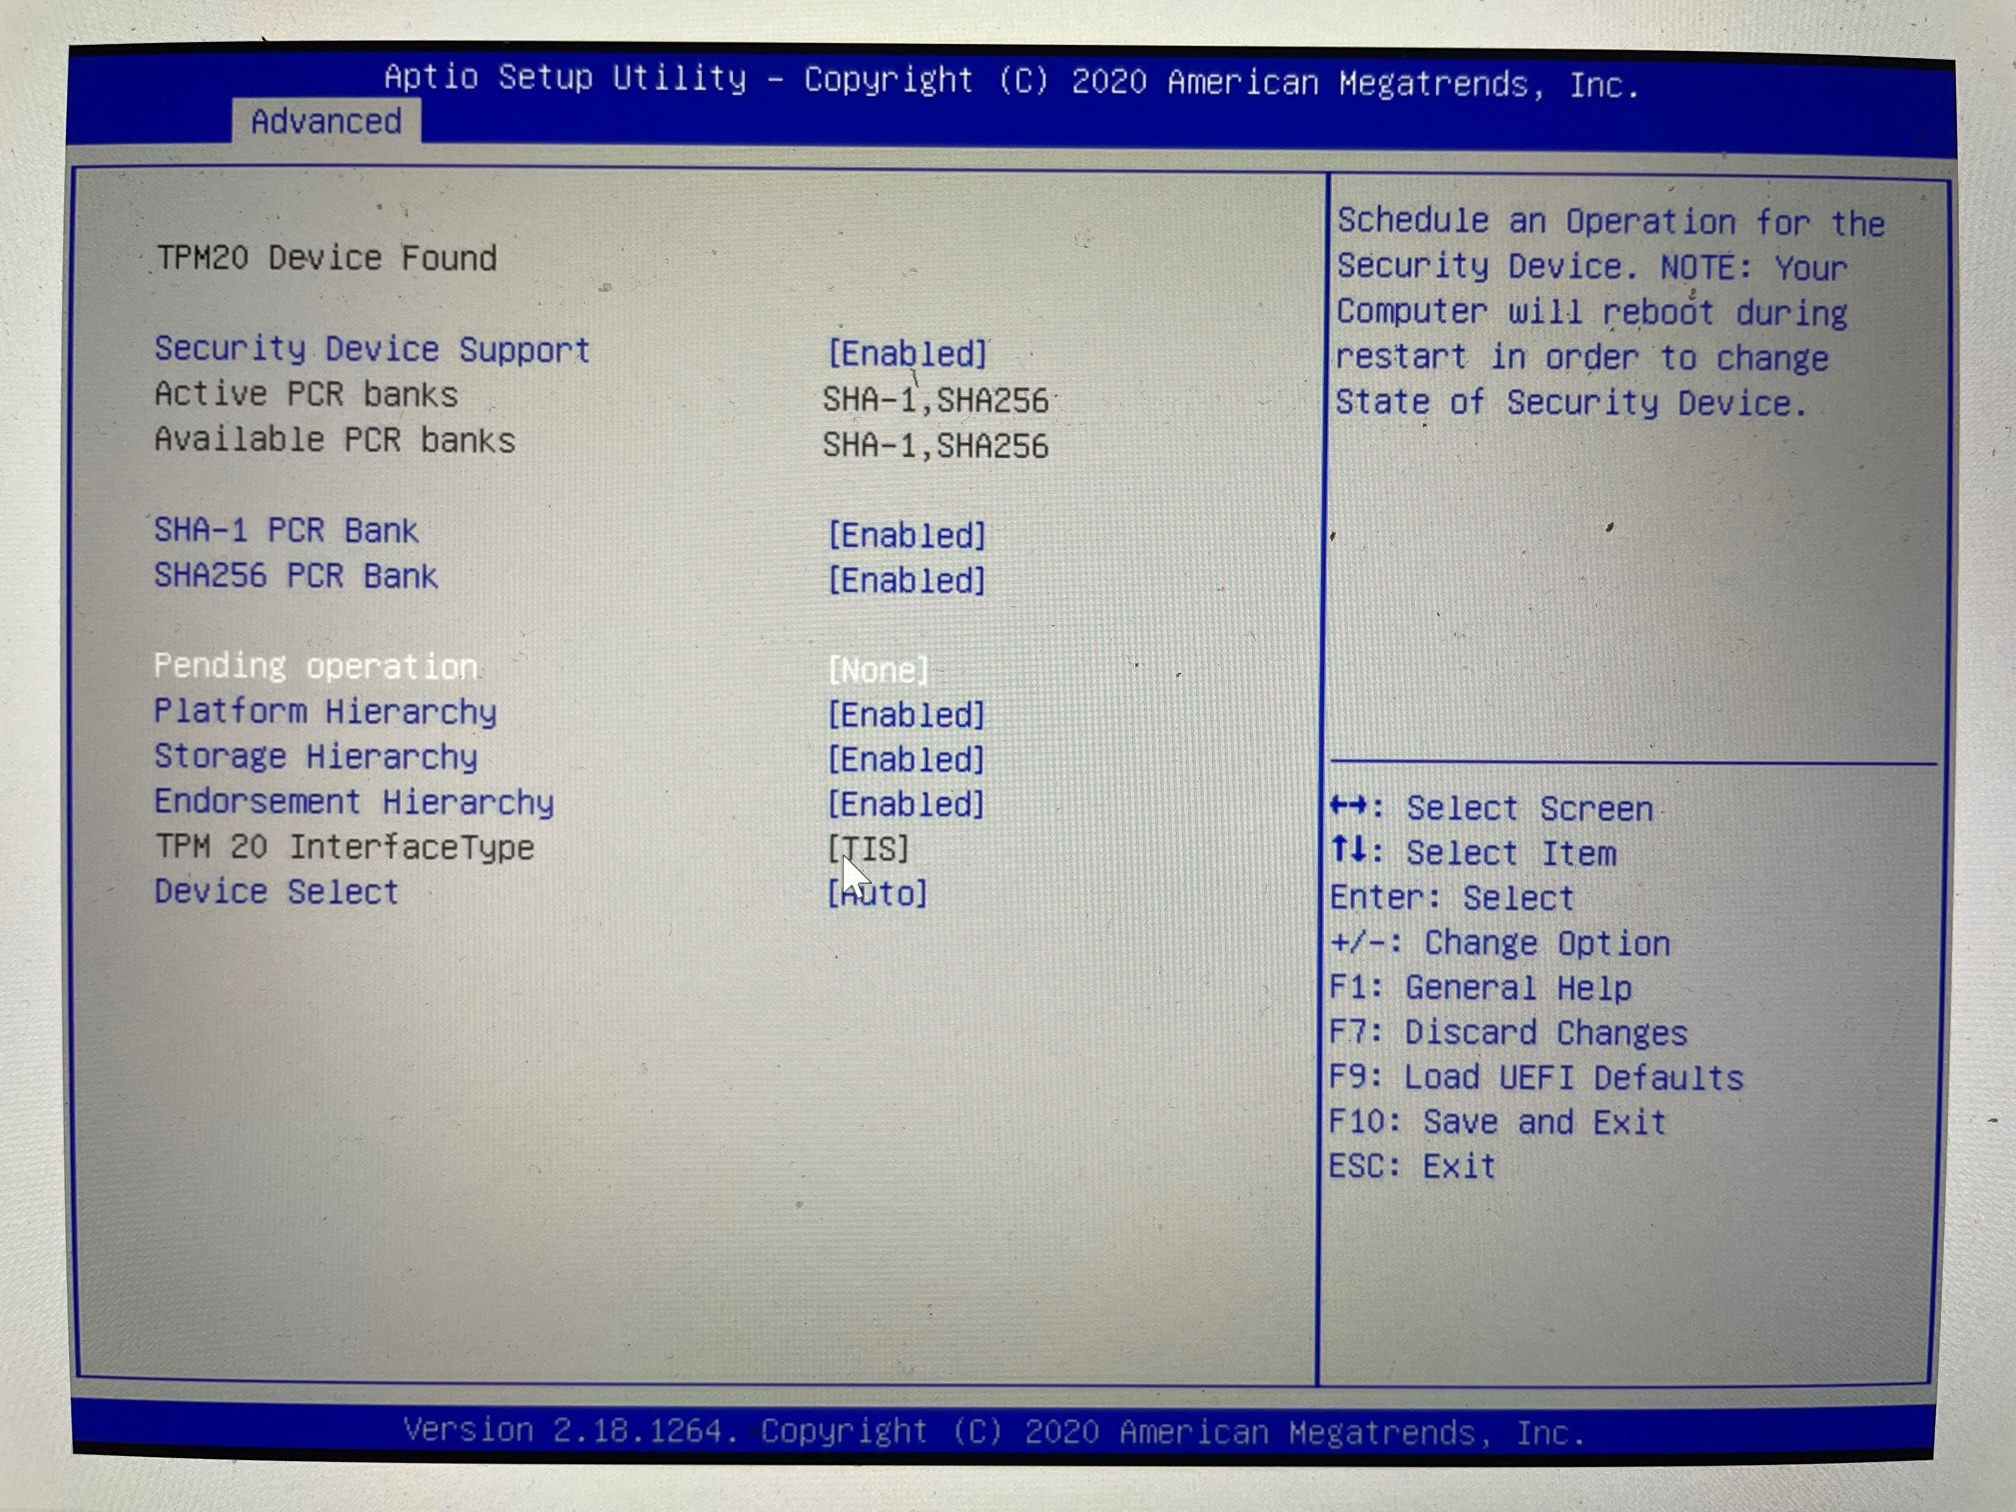 Aptio Setup Utility - Copyright (C) 2020 American Megatrends, Inc.
Advanced
TPM20 Device Found
Security Device Support [Enabled]
Active PCR banks SHA-1,SHA256
Available PCR banks SHA-1,SHA256
SHA-1 PCR Bank [Enabled]
SHA256 PCR Bank [Enabled]
Pending operation [None]
Platform Hierarchy [Enabled]
Storage Hierarchy [Enabled]
Endorsement Hierarchy [Enabled]
TPM 20 InterfaceType [TIS]
Device Select [Auto]
Schedule an Operation for the
Security Device. NOTE: Your
Computer will reboot during
restart in order to change
State of Security Device.
↔: Select Screen
↑↓: Select Item
Enter: Select
+/-: Change Option
F1: General Help
F7: Discard Changes
F9: Load UEFI Defaults
F10: Save and Exit
ESC: Exit
Version 2.18.1264. Copyright (C) 2020 American Megatrends, Inc.